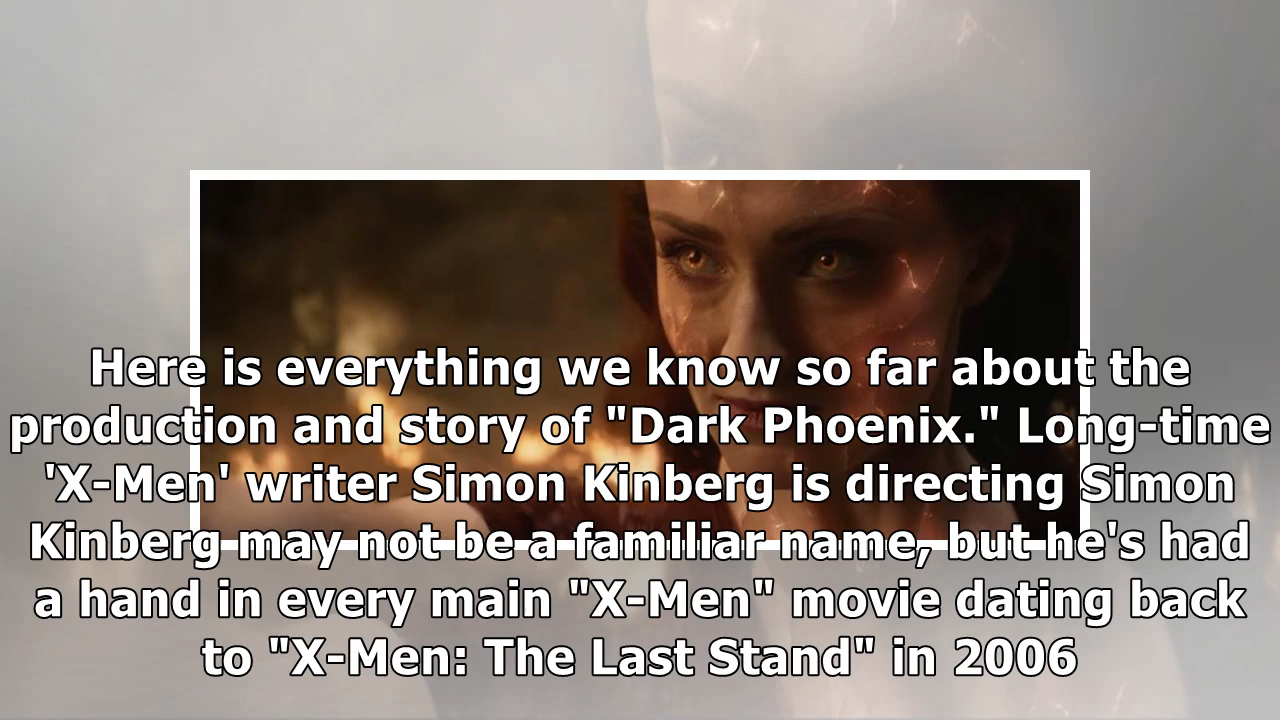 Here is everything we know so far about the
production and story of "Dark Phoenix." Long-time
'X-Men' writer Simon Kinberg is directing Simon
Kinberg may not be a familiar name, but he's had
a hand in every main "X-Men" movie dating back
to "X-Men: The Last Stand" in 2006